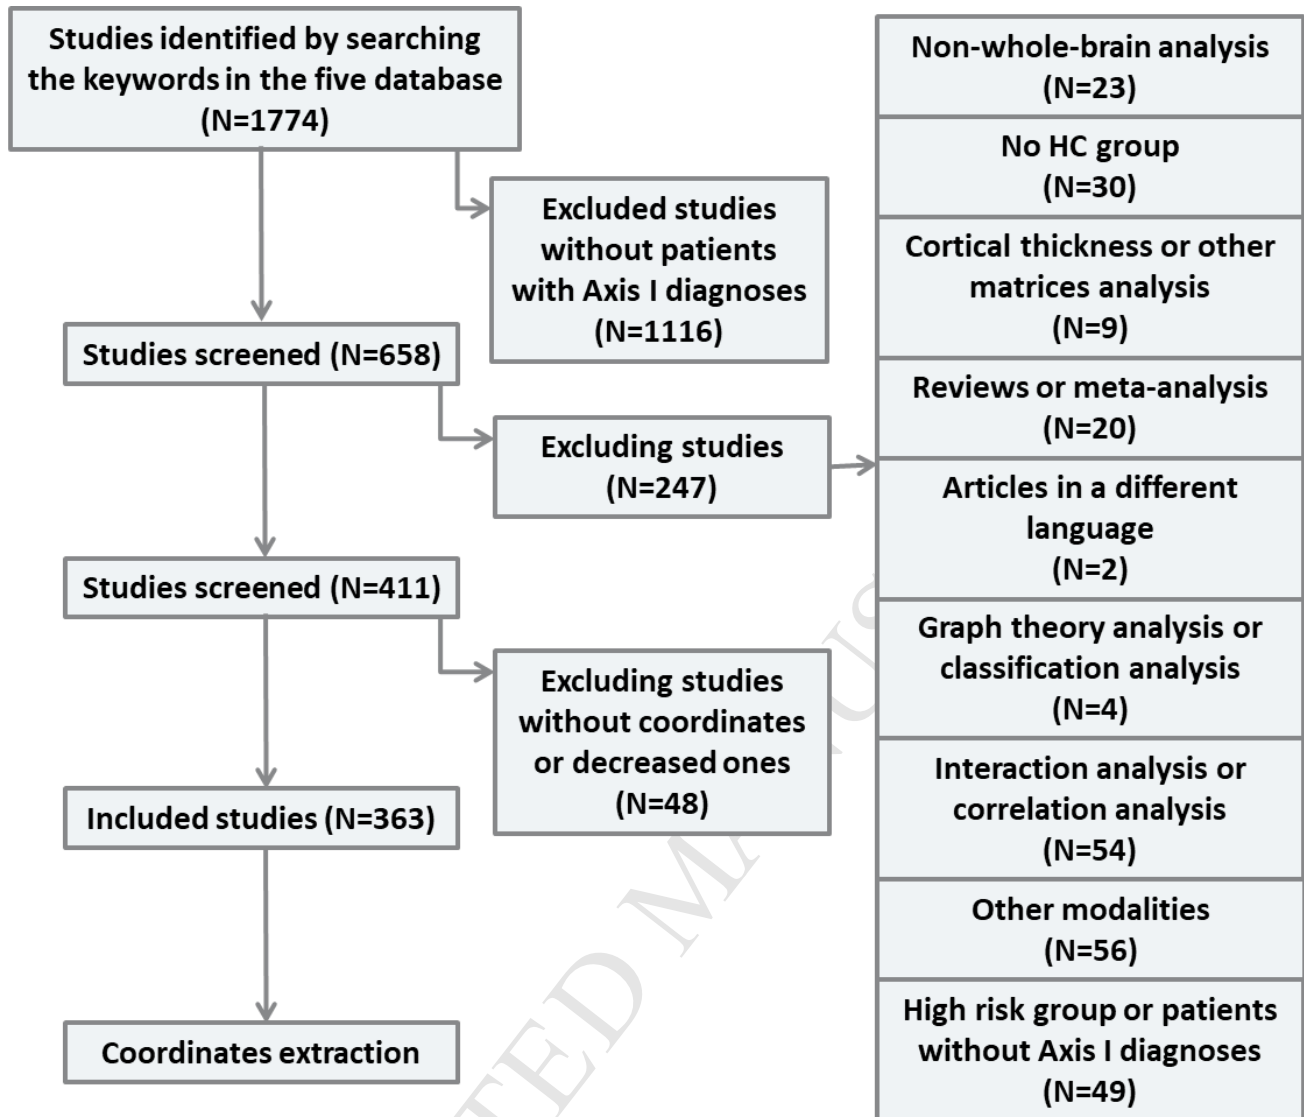 Studies identified by searching
the keywords in the five database
(N=1774)
Excluded studies
without patients
with Axis I diagnoses
(N=1116)
Studies screened (N=658)
Excluding studies
(N=247)
Non-whole-brain analysis
(N=23)
No HC group
(N=30)
Cortical thickness or other
matrices analysis
(N=9)
Reviews or meta-analysis
(N=20)
Articles in a different
language
(N=2)
Graph theory analysis or
classification analysis
(N=4)
Interaction analysis or
correlation analysis
(N=54)
Other modalities
(N=56)
High risk group or patients
without Axis I diagnoses
(N=49)
Studies screened (N=411)
Excluding studies
without coordinates
or decreased ones
(N=48)
Included studies (N=363)
Coordinates extraction